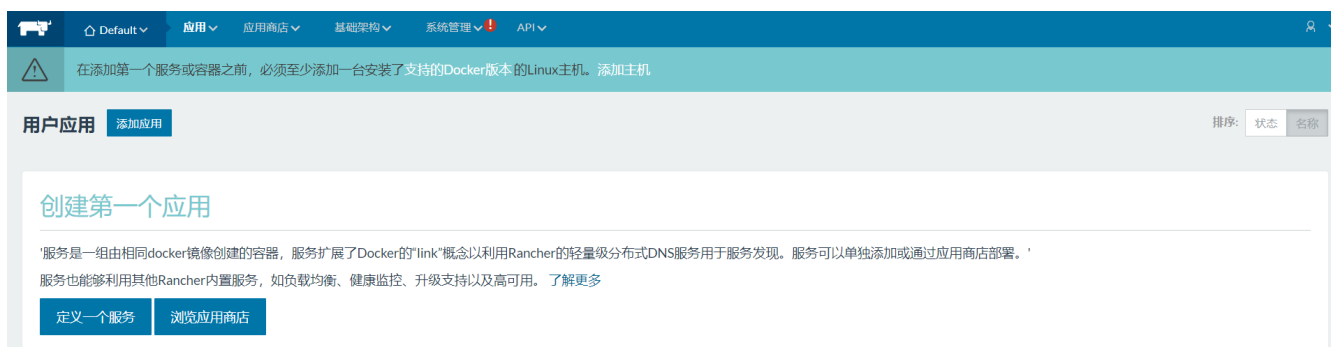 Default 应用 应用商店 基础架构 系统管理 ! API
在添加第一个服务或容器之前，必须至少添加一台安装了支持的Docker版本的Linux主机。添加主机
用户应用 添加应用 排序: 状态 名称
创建第一个应用
'服务是一组由相同docker镜像创建的容器，服务扩展了Docker的“link”概念以利用Rancher的轻量级分布式DNS服务用于服务发现。服务可以单独添加或通过应用商店部署。'
服务也能够利用其他Rancher内置服务，如负载均衡、健康监控、升级支持以及高可用。 了解更多
定义一个服务 浏览应用商店